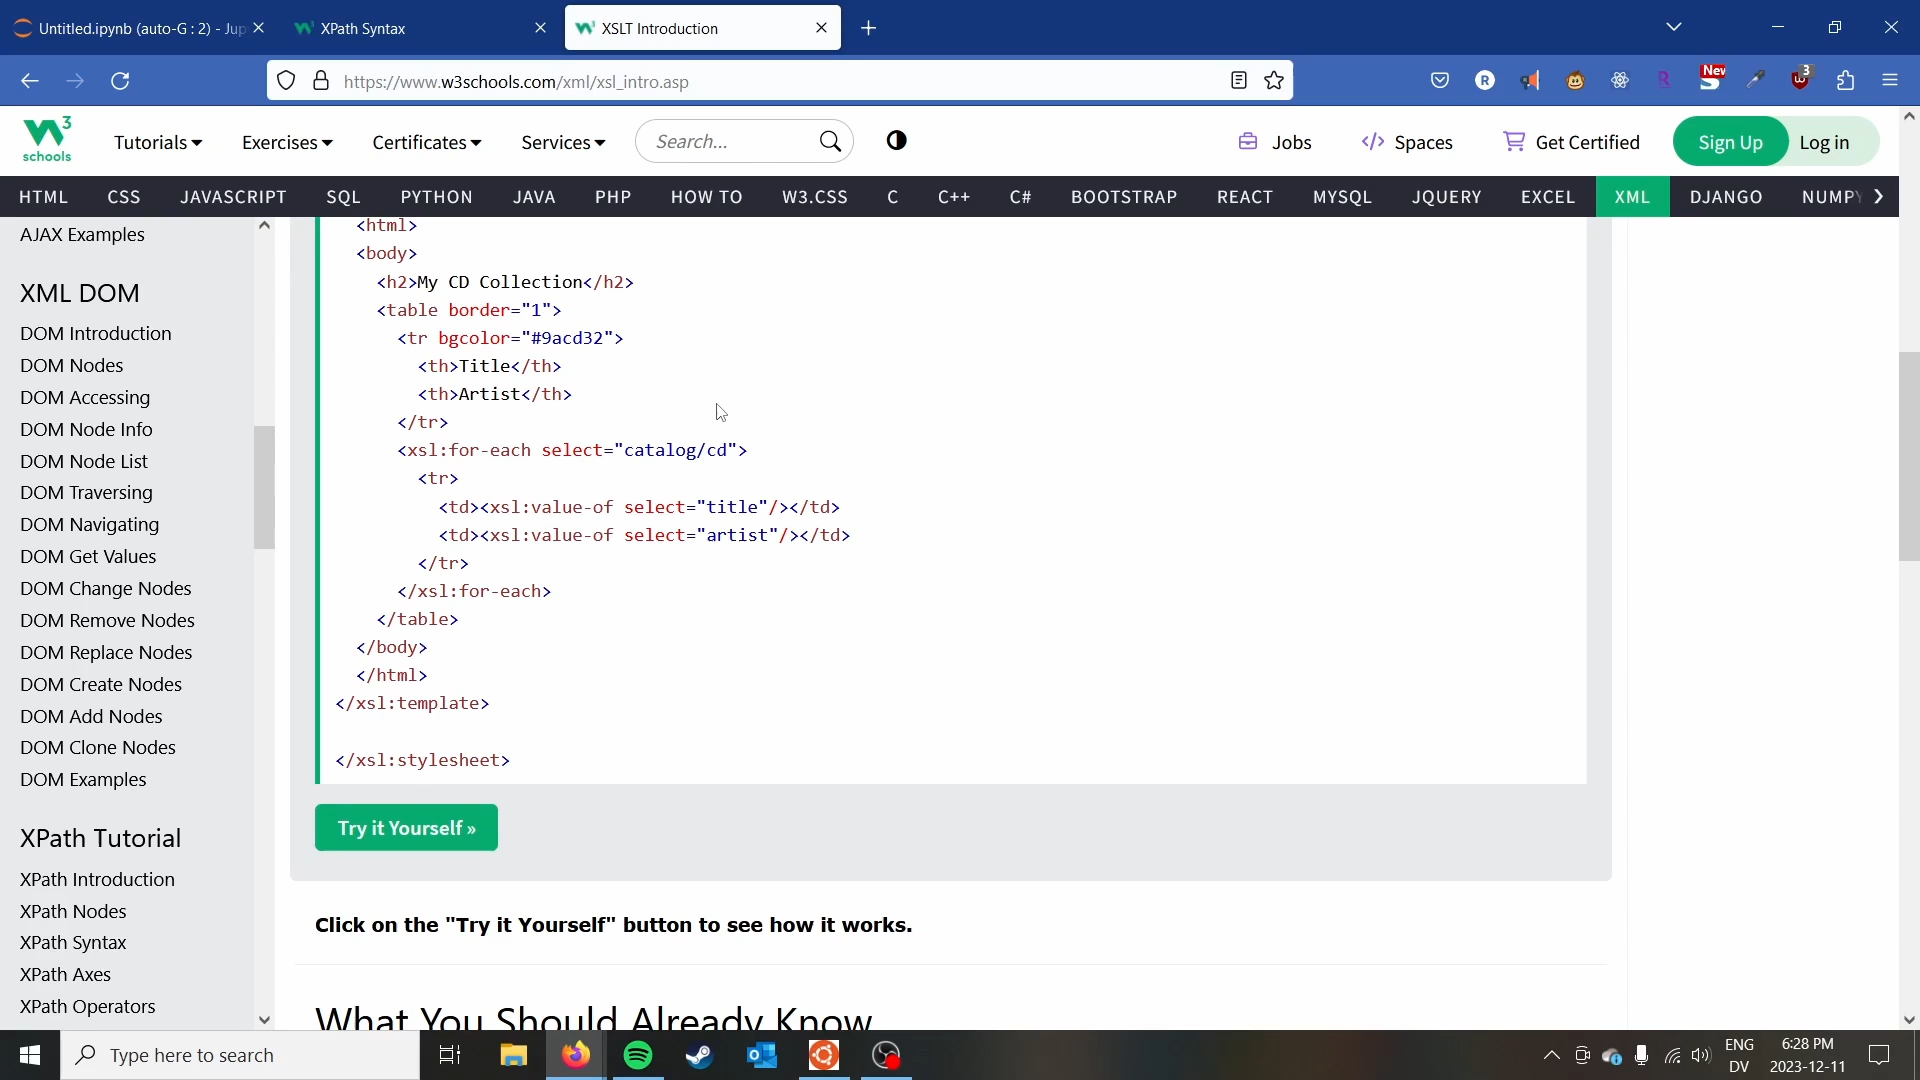 Untitled.ipynb (auto-G : 2) - Jup
XPath Syntax
XSLT Introduction
https://www.w3schools.com/xml/xsl_intro.asp
New
3
W3
schools
Tutorials
Exercises
Certificates
Services
Search...
Jobs
Spaces
Get Certified
Sign Up
Log in
HTML
CSS
JAVASCRIPT
SQL
PYTHON
JAVA
PHP
HOW TO
W3.CSS
C
C++
C#
BOOTSTRAP
REACT
MYSQL
JQUERY
EXCEL
XML
DJANGO
NUMPY
AJAX Examples
XML DOM
DOM Introduction
DOM Nodes
DOM Accessing
DOM Node Info
DOM Node List
DOM Traversing
DOM Navigating
DOM Get Values
DOM Change Nodes
DOM Remove Nodes
DOM Replace Nodes
DOM Create Nodes
DOM Add Nodes
DOM Clone Nodes
DOM Examples
XPath Tutorial
XPath Introduction
XPath Nodes
XPath Syntax
XPath Axes
XPath Operators
<html>
<body>
<h2>My CD Collection</h2>
<table border="1">
<tr bgcolor="#9acd32">
<th>Title</th>
<th>Artist</th>
</tr>
<xsl:for-each select="catalog/cd">
<tr>
<td><xsl:value-of select="title"/></td>
<td><xsl:value-of select="artist"/></td>
</tr>
</xsl:for-each>
</table>
</body>
</html>
</xsl:template>
</xsl:stylesheet>
Try it Yourself »
Click on the "Try it Yourself" button to see how it works.
What You Should Already Know
Type here to search
ENG
DV
6:28 PM
2023-12-11